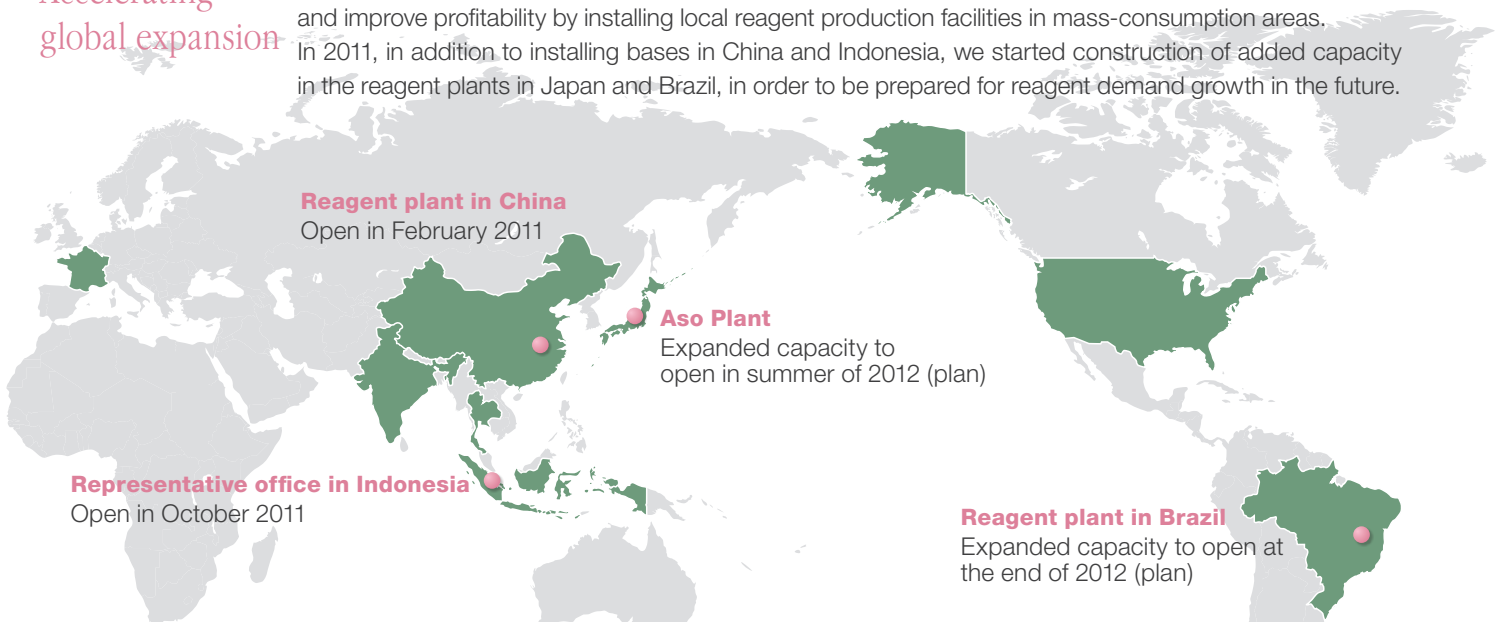 Accelerating
global expansion
and improve profitability by installing local reagent production facilities in mass-consumption areas.
In 2011, in addition to installing bases in China and Indonesia, we started construction of added capacity
in the reagent plants in Japan and Brazil, in order to be prepared for reagent demand growth in the future.
Reagent plant in China
Open in February 2011
Aso Plant
Expanded capacity to
open in summer of 2012 (plan)
Representative office in Indonesia
Open in October 2011
Reagent plant in Brazil
Expanded capacity to open at
the end of 2012 (plan)